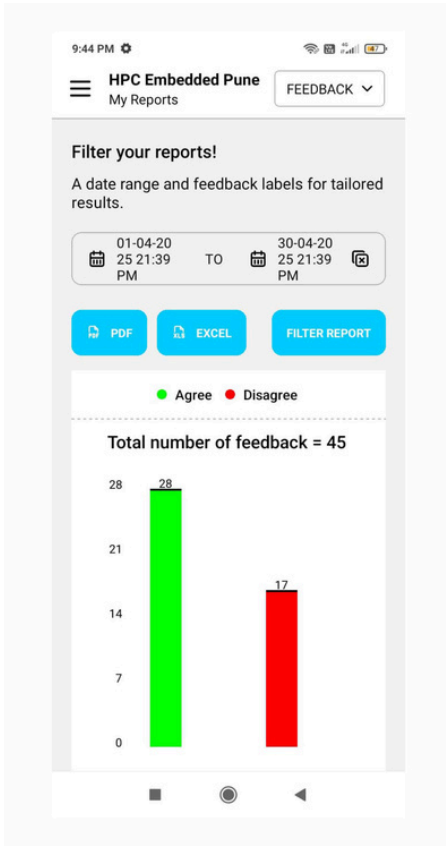 9:44 PM
4G
47
HPC Embedded Pune
My Reports
FEEDBACK
Filter your reports!
A date range and feedback labels for tailored
results.
01-04-20
25 21:39
PM
TO
30-04-20
25 21:39
PM
PDF
EXCEL
FILTER REPORT
Agree
Disagree
Total number of feedback = 45
28
28
21
17
14
7
0